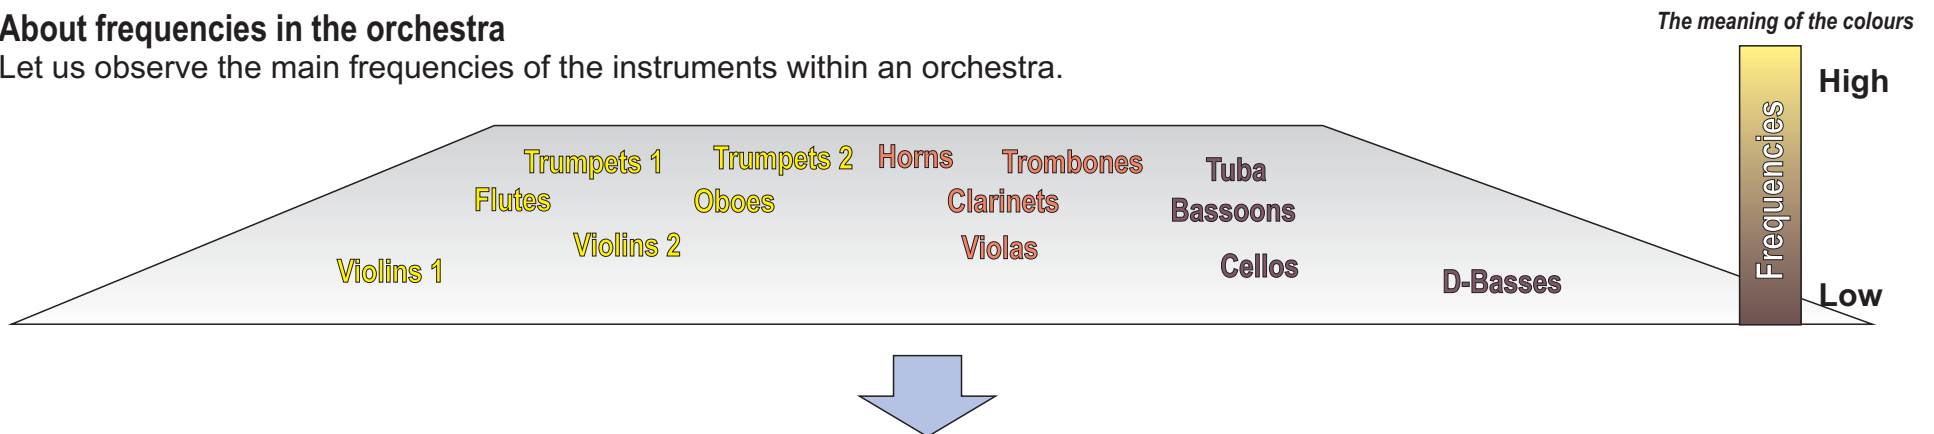 About frequencies in the orchestra
Let us observe the main frequencies of the instruments within an orchestra.
The meaning of the colours
High
Frequencies
Low
Trumpets 1 Trumpets 2 Horns Trombones Tuba
Flutes Oboes Clarinets Bassoons
Violins 2 Violas
Violins 1 Cellos D-Basses